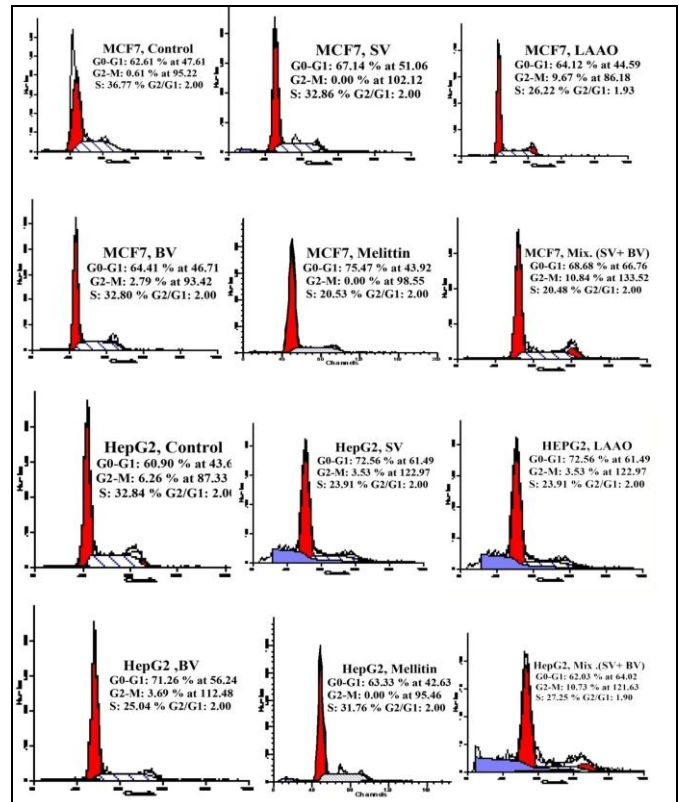 MCF7, Control
G0-G1: 62.61 % at 47.61
G2-M: 0.61 % at 95.22
S: 36.77 % G2/G1: 2.00
MCF7, SV
G0-G1: 67.14 % at 51.06
G2-M: 0.00 % at 102.12
S: 32.86 % G2/G1: 2.00
MCF7, LAAO
G0-G1: 64.12 % at 44.59
G2-M: 9.67 % at 86.18
S: 26.22 % G2/G1: 1.93
MCF7, BV
G0-G1: 64.41 % at 46.71
G2-M: 2.79 % at 93.42
S: 32.80 % G2/G1: 2.00
MCF7, Melittin
G0-G1: 75.47 % at 43.92
G2-M: 0.00 % at 98.55
S: 20.53 % G2/G1: 2.00
Channels
MCF7, Mix. (SV+ BV)
G0-G1: 68.68 % at 66.76
G2-M: 10.84 % at 133.52
S: 20.48 % G2/G1: 2.00
HepG2, Control
G0-G1: 60.90 % at 43.6
G2-M: 6.26 % at 87.33
S: 32.84 % G2/G1: 2.00
HepG2, SV
G0-G1: 72.56 % at 61.49
G2-M: 3.53 % at 122.97
S: 23.91 % G2/G1: 2.00
HEPG2, LAAO
G0-G1: 72.56 % at 61.49
G2-M: 3.53 % at 122.97
S: 23.91 % G2/G1: 2.00
HepG2 ,BV
G0-G1: 71.26 % at 56.24
G2-M: 3.69 % at 112.48
S: 25.04 % G2/G1: 2.00
HepG2, Mellitin
G0-G1: 63.33 % at 42.63
G2-M: 0.00 % at 95.46
S: 31.76 % G2/G1: 2.00
Channels
HepG2, Mix .(SV+ BV)
G0-G1: 62.03 % at 64.02
G2-M: 10.73 % at 121.63
S: 27.25 % G2/G1: 1.90